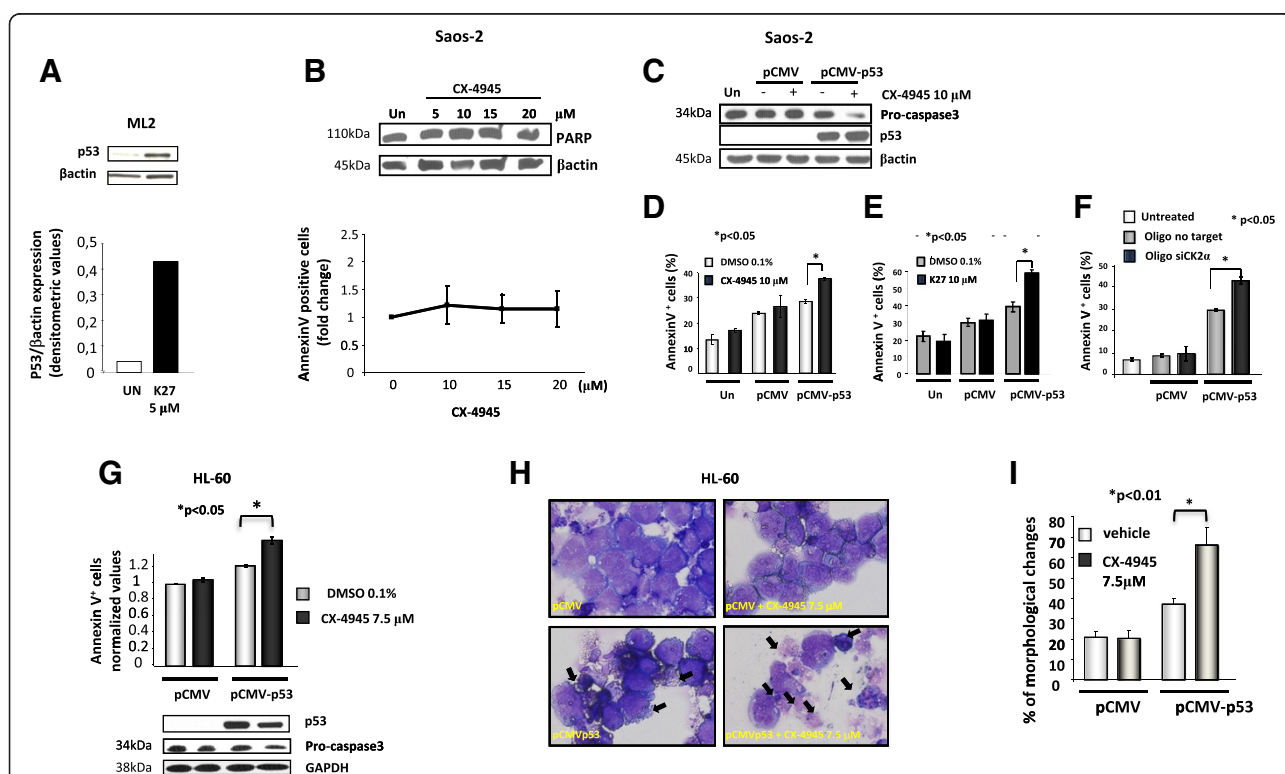 A
ML2
p53
βactin
P53/βactin expression
(densitometric values)
0,5
0,4
0,3
0,2
0,1
0
UN K27
5 µM
Saos-2
B
CX-4945
Un 5 10 15 20 µM
110kDa PARP
45kDa βactin
AnnexinV positive cells
(fold change)
2.5
2
1.5
1
0.5
0
0 10 15 20 (µM)
CX-4945
Saos-2
C
pCMV pCMV-p53
Un - + - + CX-4945 10 µM
34kDa Pro-caspase3
p53
45kDa βactin
D
*p<0.05
DMSO 0.1%
CX-4945 10 µM
*
AnnexinV + cells (%)
40
30
20
10
0
Un pCMV pCMV-p53
E
*p<0.05
DMSO 0.1%
K27 10 µM
*
Annexin V + cells (%)
60
50
40
30
20
0
Un pCMV pCMV-p53
F
Untreated
Oligo no target
Oligo siCK2α
* p<0.05
*
Annexin V + cells (%)
50
40
30
20
10
0
pCMV pCMV-p53
G
HL-60
*p<0.05
*
Annexin V+ cells
normalized values
1.2
1
0.8
0.6
0.4
0.2
0
DMSO 0.1%
CX-4945 7.5 µM
pCMV pCMV-p53
p53
34kDa Pro-caspase3
38kDa GAPDH
H
HL-60
pCMV
pCMV + CX-4945 7.5 µM
pCMVp53
pCMVp53 + CX-4945 7.5 µM
I
*p<0.01
*
vehicle
CX-4945
7.5µM
% of morphological changes
80
70
60
50
40
30
20
10
0
pCMV pCMV-p53